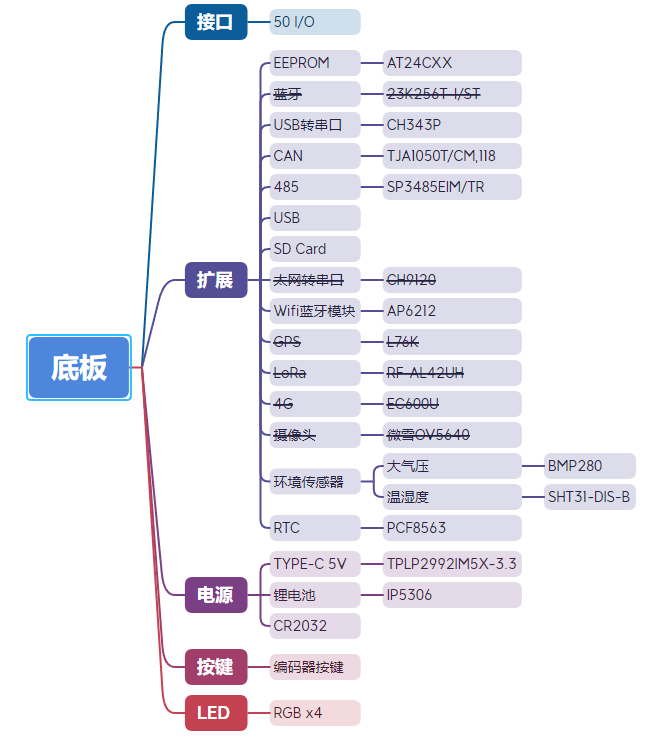 底板
接口
50 I/O
扩展
EEPROM
AT24CXX
蓝牙
23K256T-I/ST
USB转串口
CH343P
CAN
TJA1050T/CM,118
485
SP3485EIM/TR
USB
SD Card
太网转串口
CH9120
Wifi蓝牙模块
AP6212
GPS
L76K
LoRa
RF-AL42UH
4G
EC600U
摄像头
微雪OV5640
环境传感器
大气压
BMP280
温湿度
SHT31-DIS-B
RTC
PCF8563
电源
TYPE-C 5V
TPLP2992IM5X-3.3
锂电池
IP5306
CR2032
按键
编码器按键
LED
RGB x4